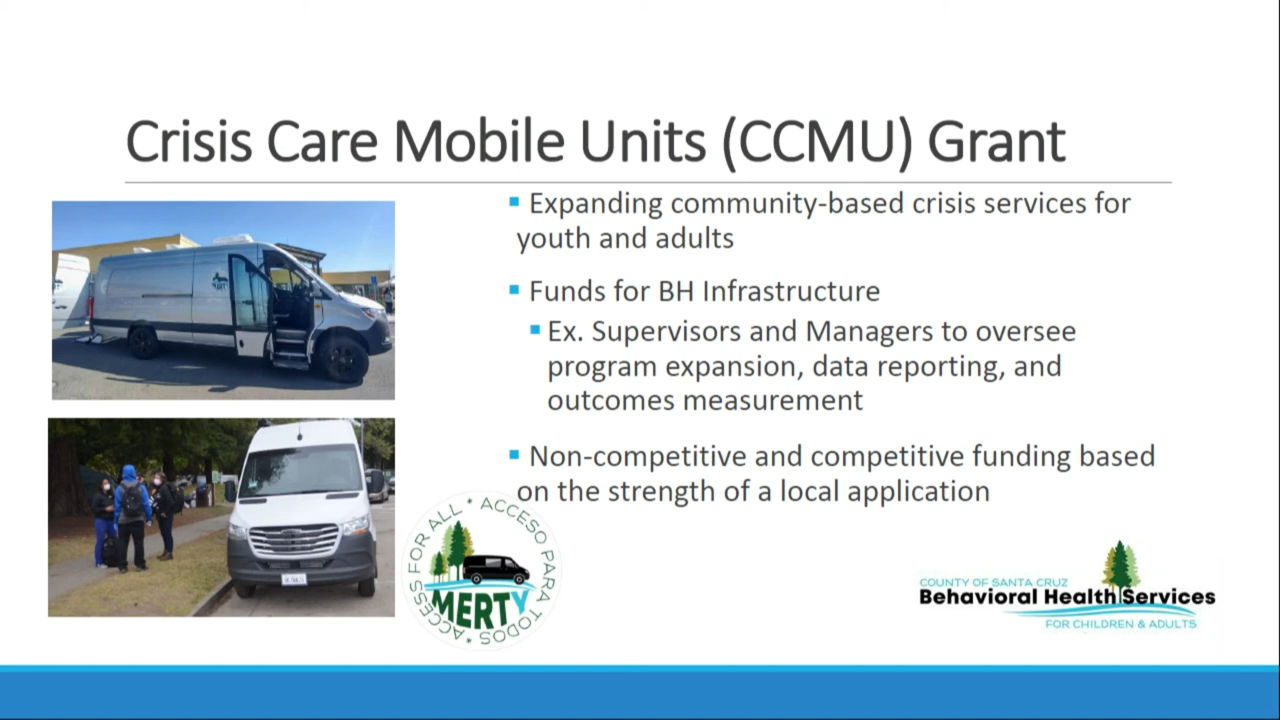 Crisis Care Mobile Units (CCMU) Grant
▪ Expanding community-based crisis services for
youth and adults
▪ Funds for BH Infrastructure
▪ Ex. Supervisors and Managers to oversee
program expansion, data reporting, and
outcomes measurement
▪ Non-competitive and competitive funding based
on the strength of a local application
ACCESS FOR ALL * ACCESO PARA TODOS *
MERTY
COUNTY OF SANTA CRUZ
Behavioral Health Services
FOR CHILDREN & ADULTS